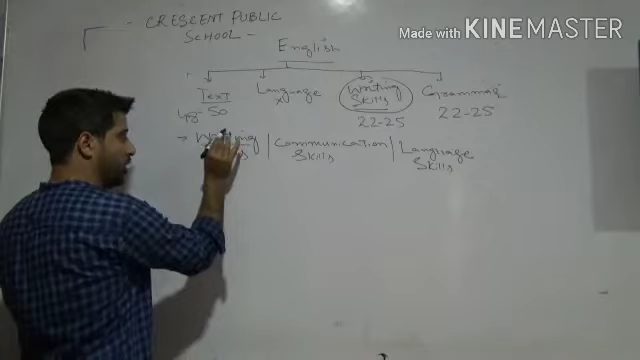 - CRESCENT PUBLIC
SCHOOL -
Made with KINEMASTER
English
Text Language Writing Skills Grammar
50 22-25 22-25
→ | Communication Skills | Language Skills